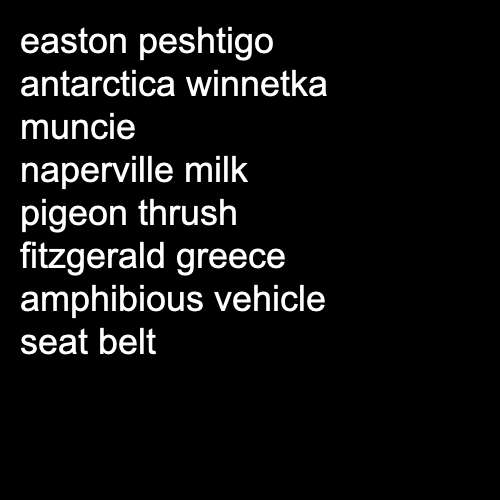 easton peshtigo
antarctica winnetka
muncie
naperville milk
pigeon thrush
fitzgerald greece
amphibious vehicle
seat belt